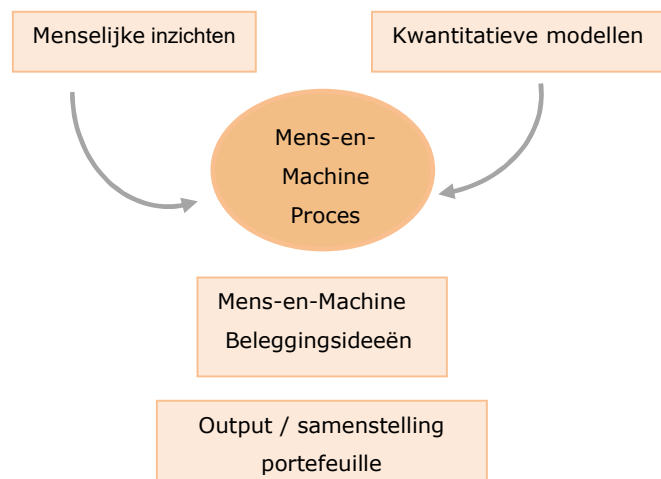 Menselijke inzichten
Kwantitatieve modellen
Mens-en-
Machine
Proces
Mens-en-Machine
Beleggingsideeën
Output / samenstelling
portefeuille